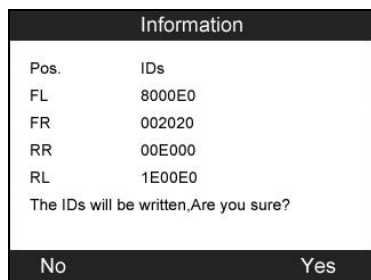 Information
Pos. IDs
FL 8000E0
FR 002020
RR 00E000
RL 1E00E0
The IDs will be written,Are you sure?
No Yes